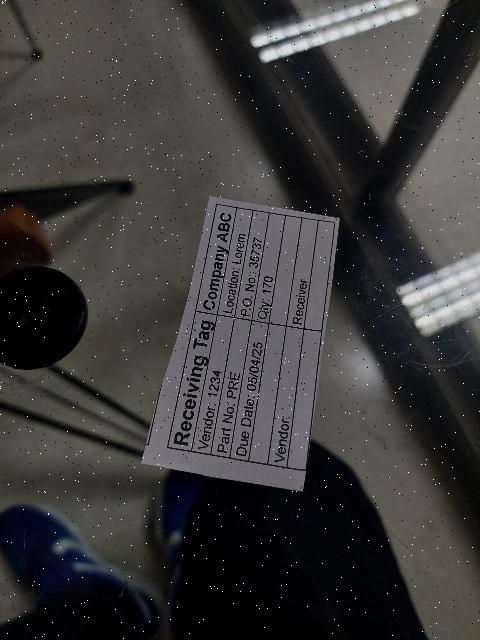 Receiving Tag Company ABC
Vendor: 1234 Location: Lorem
Part No: PRE P.O. No.: 35737
Due Date: 05/04/25 Qty: 170
Vendor: Receiver